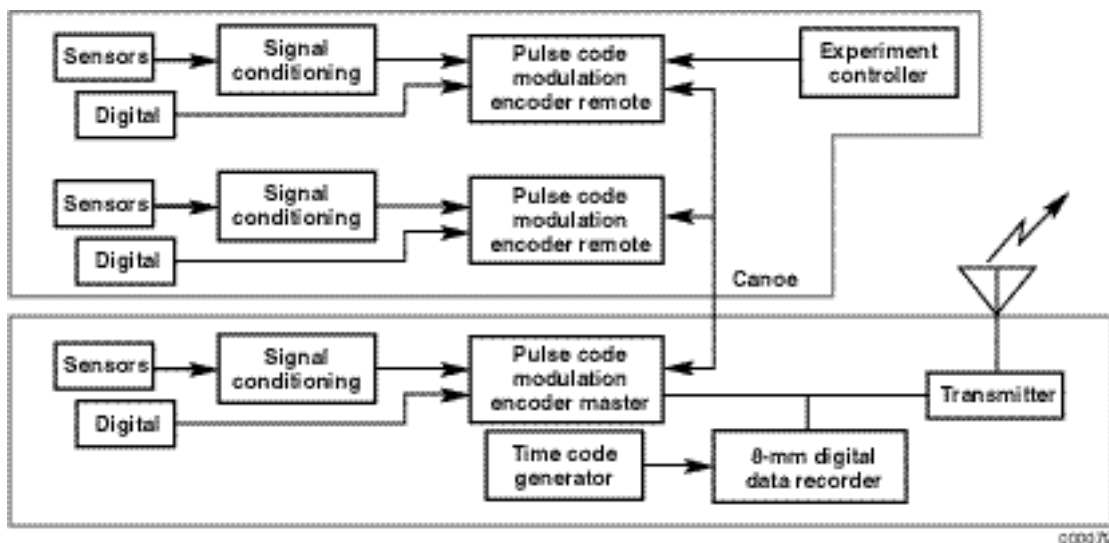 Sensors
Signal
conditioning
Pulse code
modulation
encoder remote
Experiment
controller
Digital
Sensors
Signal
conditioning
Pulse code
modulation
encoder remote
Digital
Canoe
Sensors
Signal
conditioning
Pulse code
modulation
encoder master
Transmitter
Digital
Time code
generator
8-mm digital
data recorder